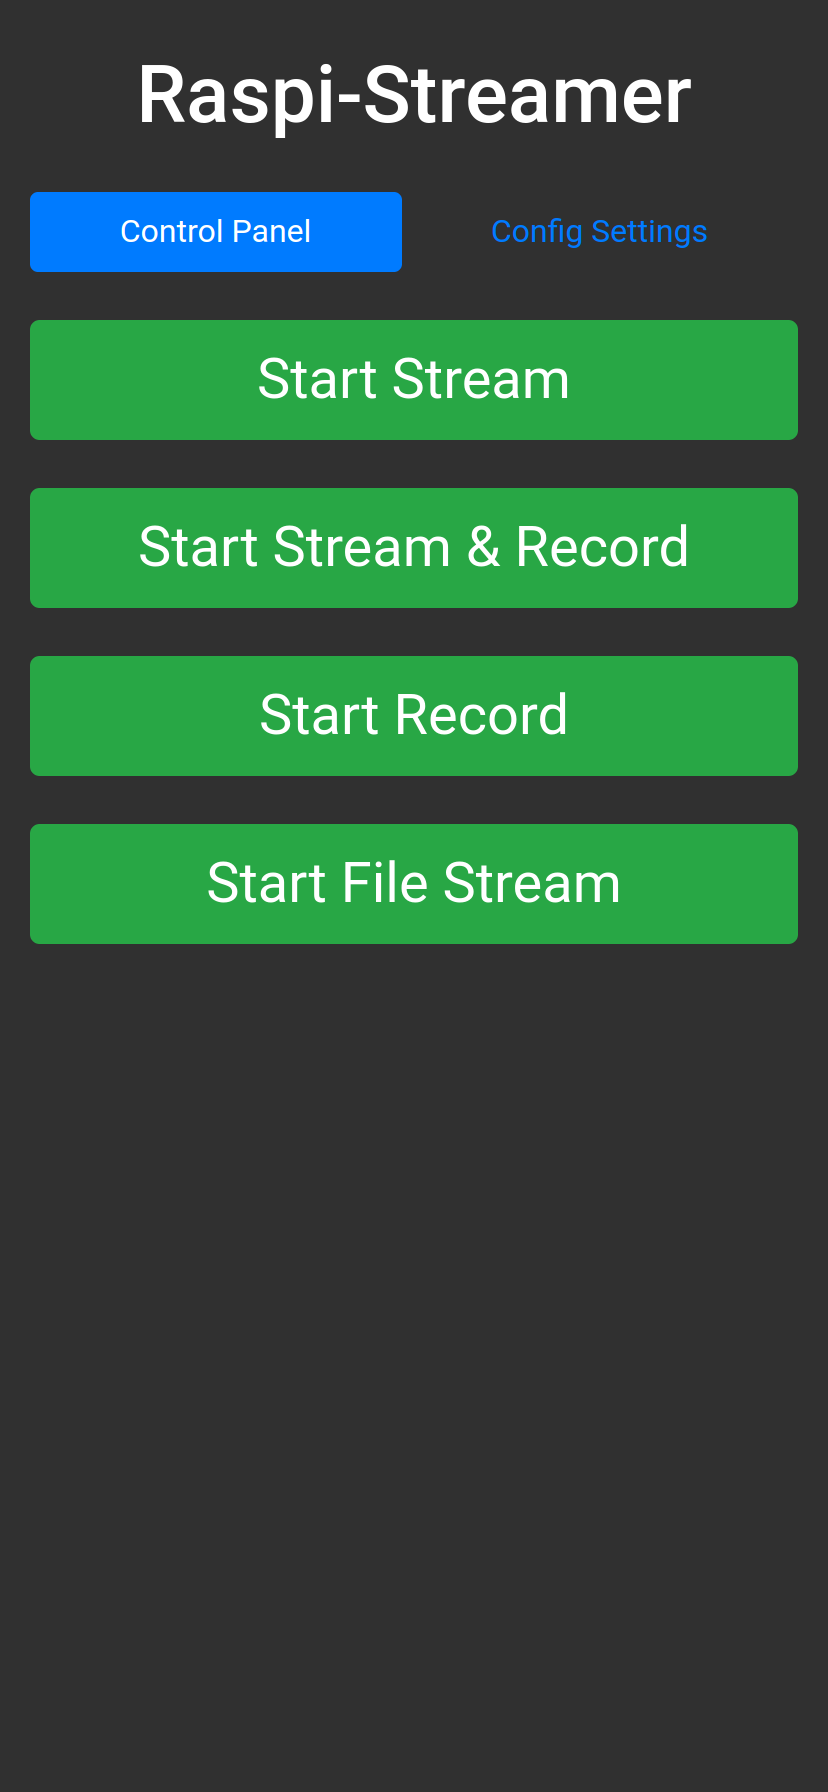 Raspi-Streamer
Control Panel
Config Settings
Start Stream
Start Stream & Record
Start Record
Start File Stream